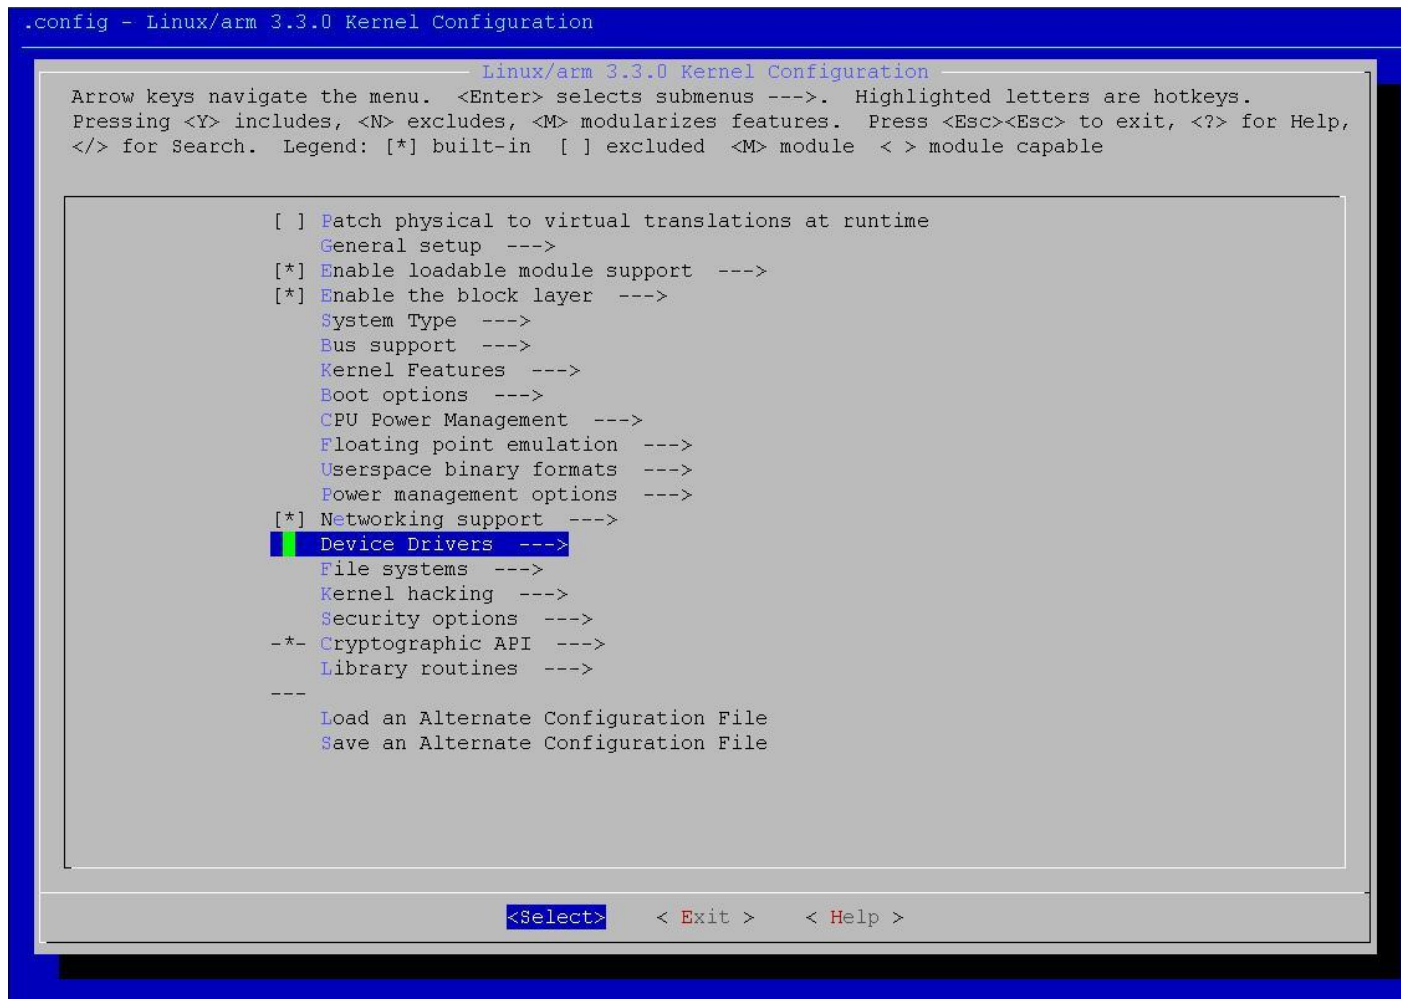 .config - Linux/arm 3.3.0 Kernel Configuration
Linux/arm 3.3.0 Kernel Configuration
Arrow keys navigate the menu.  <Enter> selects submenus --->.  Highlighted letters are hotkeys.
Pressing <Y> includes, <N> excludes, <M> modularizes features.  Press <Esc><Esc> to exit, <?> for Help,
</> for Search.  Legend: [*] built-in  [ ] excluded  <M> module  < > module capable
[ ] Patch physical to virtual translations at runtime
General setup  --->
[*] Enable loadable module support  --->
[*] Enable the block layer  --->
System Type  --->
Bus support  --->
Kernel Features  --->
Boot options  --->
CPU Power Management  --->
Floating point emulation  --->
Userspace binary formats  --->
Power management options  --->
[*] Networking support  --->
Device Drivers  --->
File systems  --->
Kernel hacking  --->
Security options  --->
-*- Cryptographic API  --->
Library routines  --->
---
Load an Alternate Configuration File
Save an Alternate Configuration File
<Select>    < Exit >    < Help >